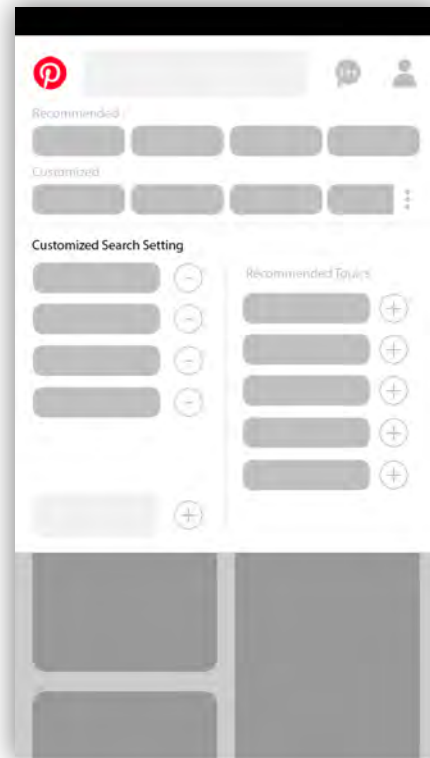 Recommended
Customized
Customized Search Setting
Recommended Topics